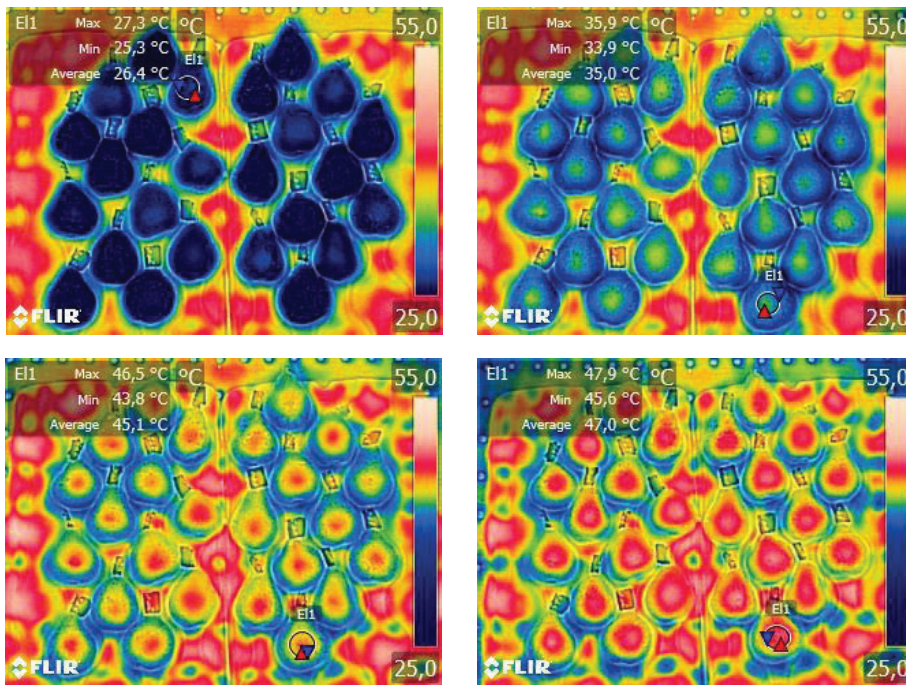 El1 Max 27,3 °C °C 55,0
Min 25,3 °C
Average 26,4 °C
El1
FLIR
25,0
El1 Max 35,9 °C °C 55,0
Min 33,9 °C
Average 35,0 °C
El1
FLIR
25,0
El1 Max 46,5 °C °C 55,0
Min 43,8 °C
Average 45,1 °C
El1
FLIR
25,0
El1 Max 47,9 °C °C 55,0
Min 45,6 °C
Average 47,0 °C
El1
FLIR
25,0